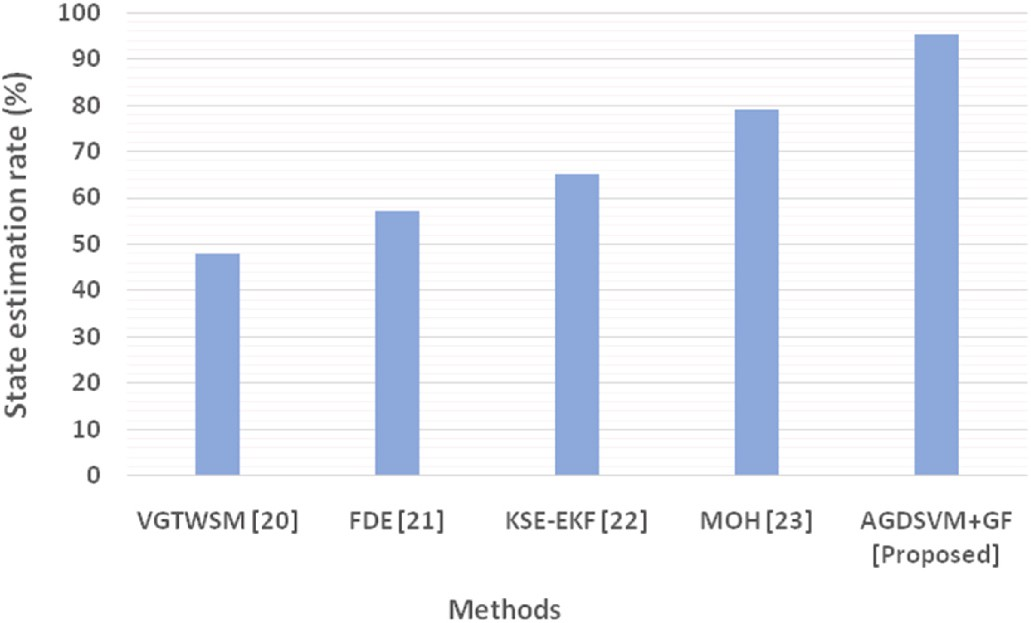 State estimation rate (%)
100
90
80
70
60
50
40
30
20
10
0
VGTWSM [20]
FDE [21]
KSE-EKF [22]
MOH [23]
AGDSVM+GF
[Proposed]
Methods